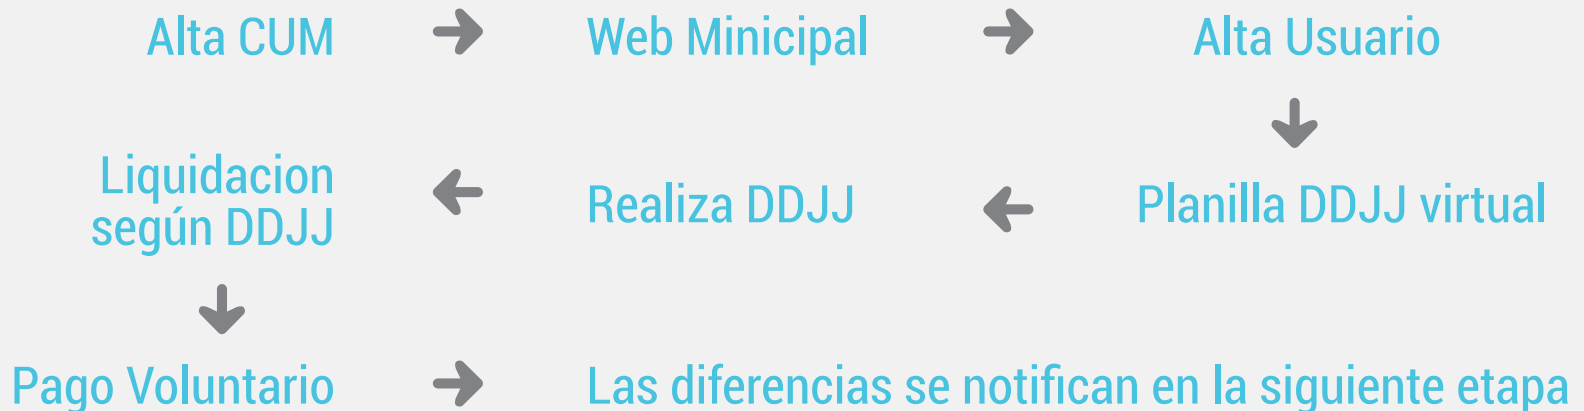 Alta CUM
Web Minicipal
Alta Usuario
Planilla DDJJ virtual
Realiza DDJJ
Liquidacion
según DDJJ
Pago Voluntario
Las diferencias se notifican en la siguiente etapa